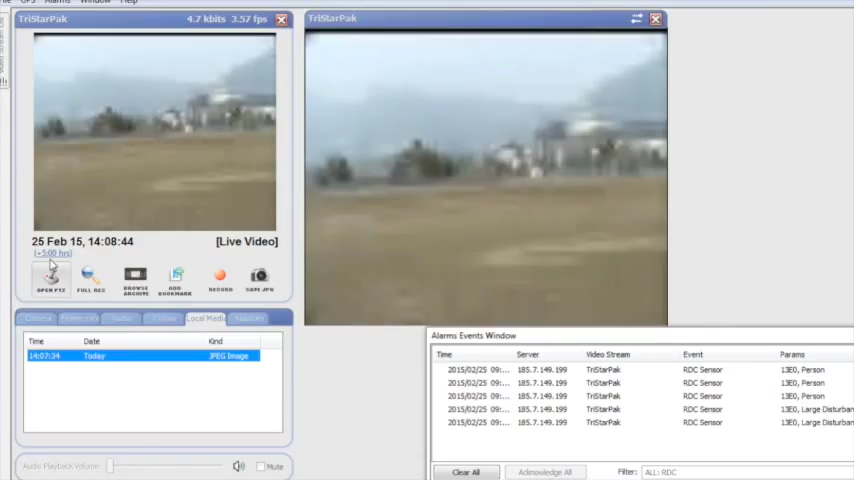 File GPS Alarms Window Help
TriStarPak 4.7 kbits 3.57 fps
TriStarPak
25 Feb 15, 14:08:44 [Live Video]
(+5:00 hrs)
OPEN PTZ FULL RES BROWSE ARCHIVE ADD BOOKMARK RECORD SAVE JPG
Local Media
Time Date Kind
14:07:34 Today JPEG Image
Audio Playback Volume: Mute
Alarms Events Window
Time Server Video Stream Event Params
2015/02/25 09:... 185.7.149.199 TriStarPak RDC Sensor 13E0, Person
2015/02/25 09:... 185.7.149.199 TriStarPak RDC Sensor 13E0, Person
2015/02/25 09:... 185.7.149.199 TriStarPak RDC Sensor 13E0, Person
2015/02/25 09:... 185.7.149.199 TriStarPak RDC Sensor 13E0, Large Disturban
2015/02/25 09:... 185.7.149.199 TriStarPak RDC Sensor 13E0, Large Disturban
Clear All Acknowledge All Filter: ALL: RDC